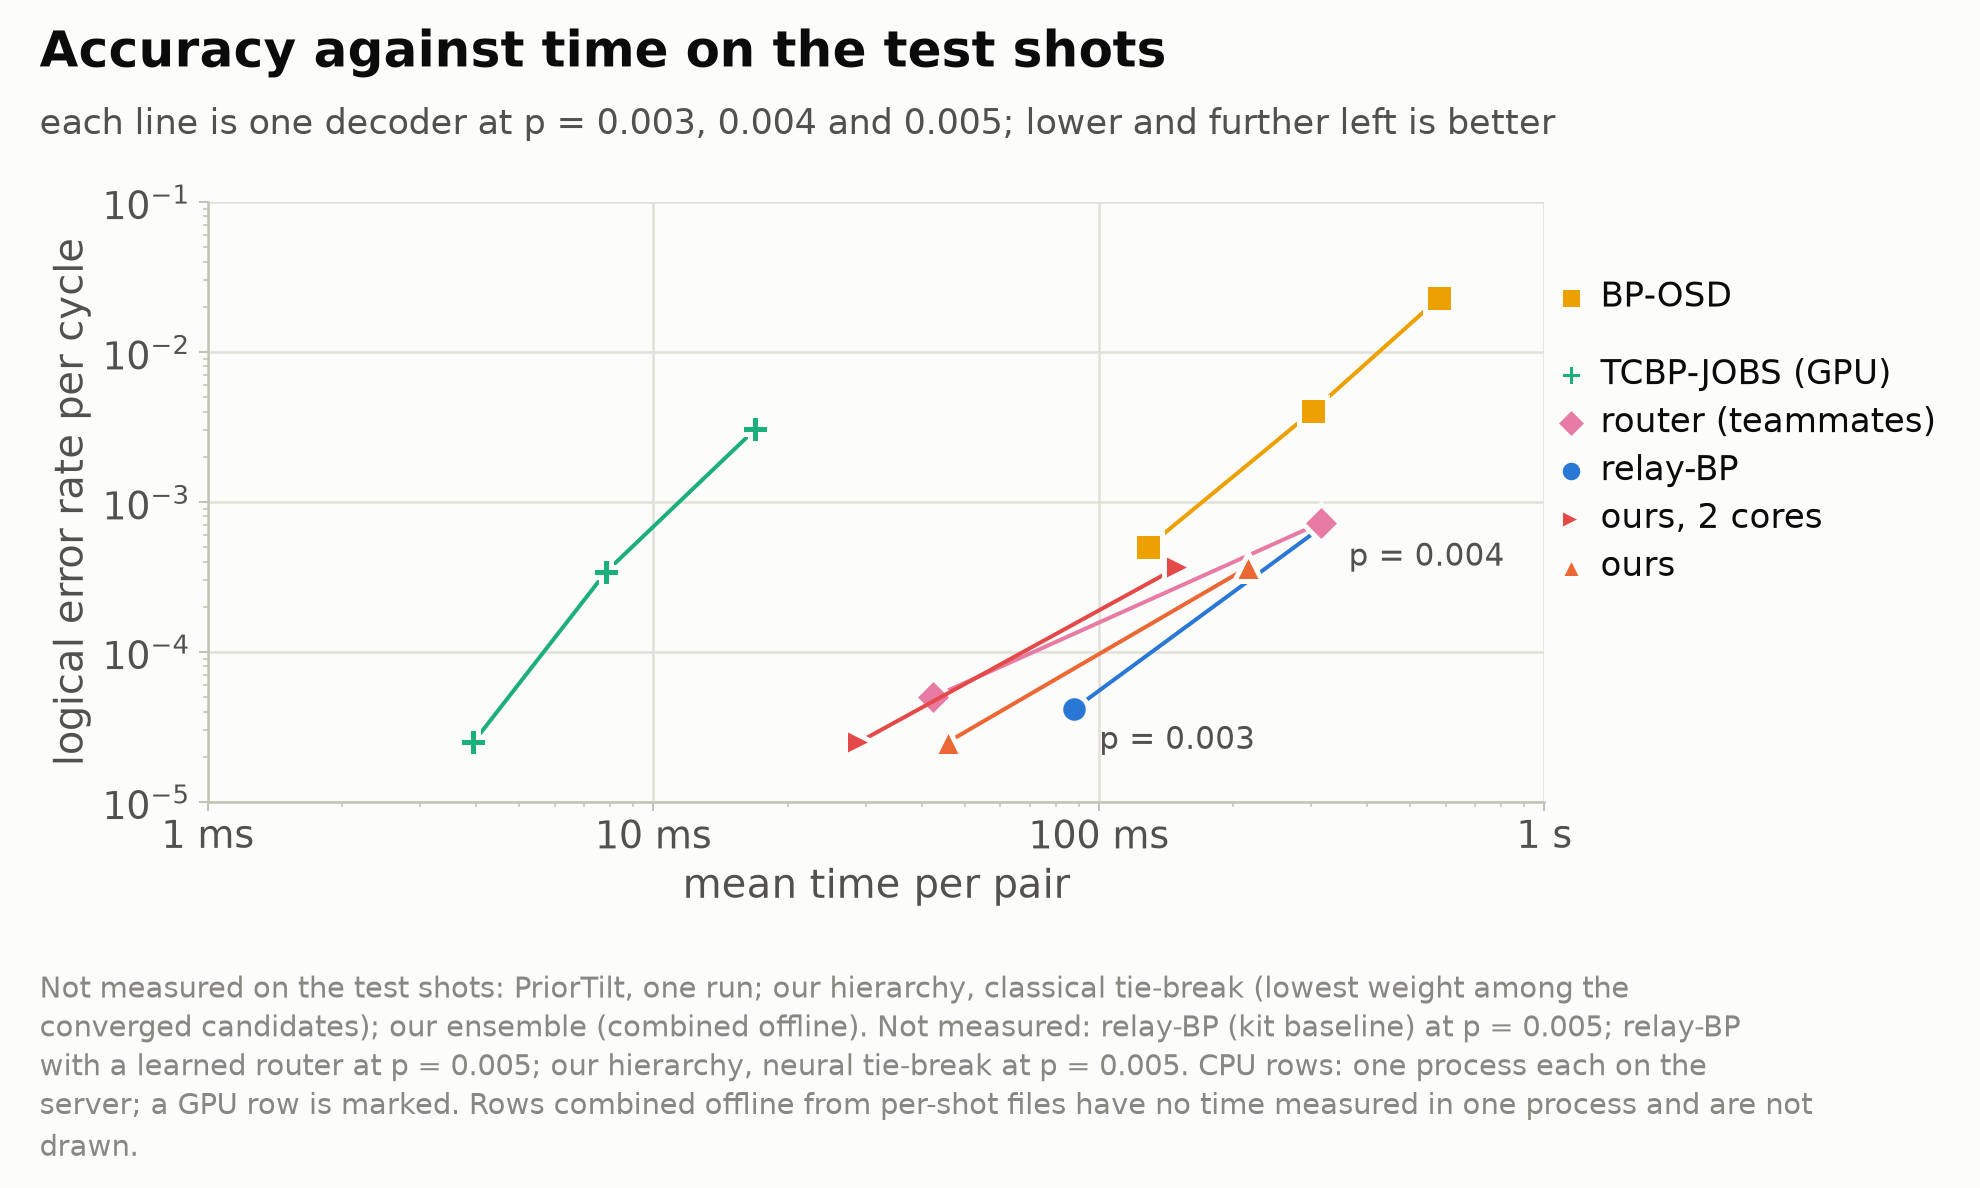 Accuracy against time on the test shots
each line is one decoder at p = 0.003, 0.004 and 0.005; lower and further left is better
logical error rate per cycle
10⁻¹
10⁻²
10⁻³
10⁻⁴
10⁻⁵
1 ms
10 ms
100 ms
1 s
mean time per pair
p = 0.004
p = 0.003
BP-OSD
TCBP-JOBS (GPU)
router (teammates)
relay-BP
ours, 2 cores
ours
Not measured on the test shots: PriorTilt, one run; our hierarchy, classical tie-break (lowest weight among the
converged candidates); our ensemble (combined offline). Not measured: relay-BP (kit baseline) at p = 0.005; relay-BP
with a learned router at p = 0.005; our hierarchy, neural tie-break at p = 0.005. CPU rows: one process each on the
server; a GPU row is marked. Rows combined offline from per-shot files have no time measured in one process and are not
drawn.